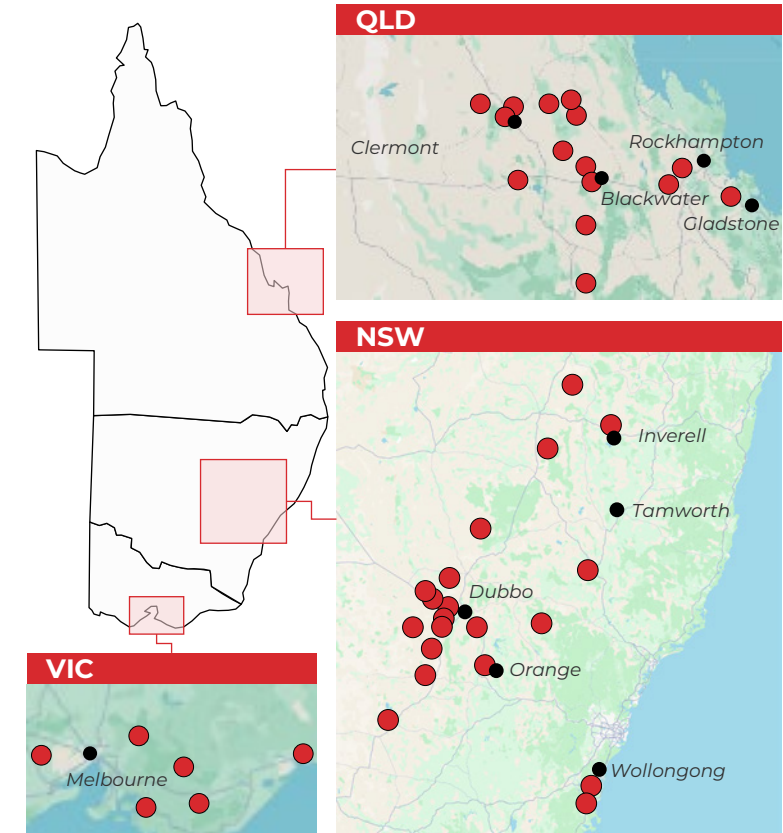 QLD
Clermont
Rockhampton
Blackwater
Gladstone
NSW
Inverell
Tamworth
Dubbo
Orange
Wollongong
VIC
Melbourne